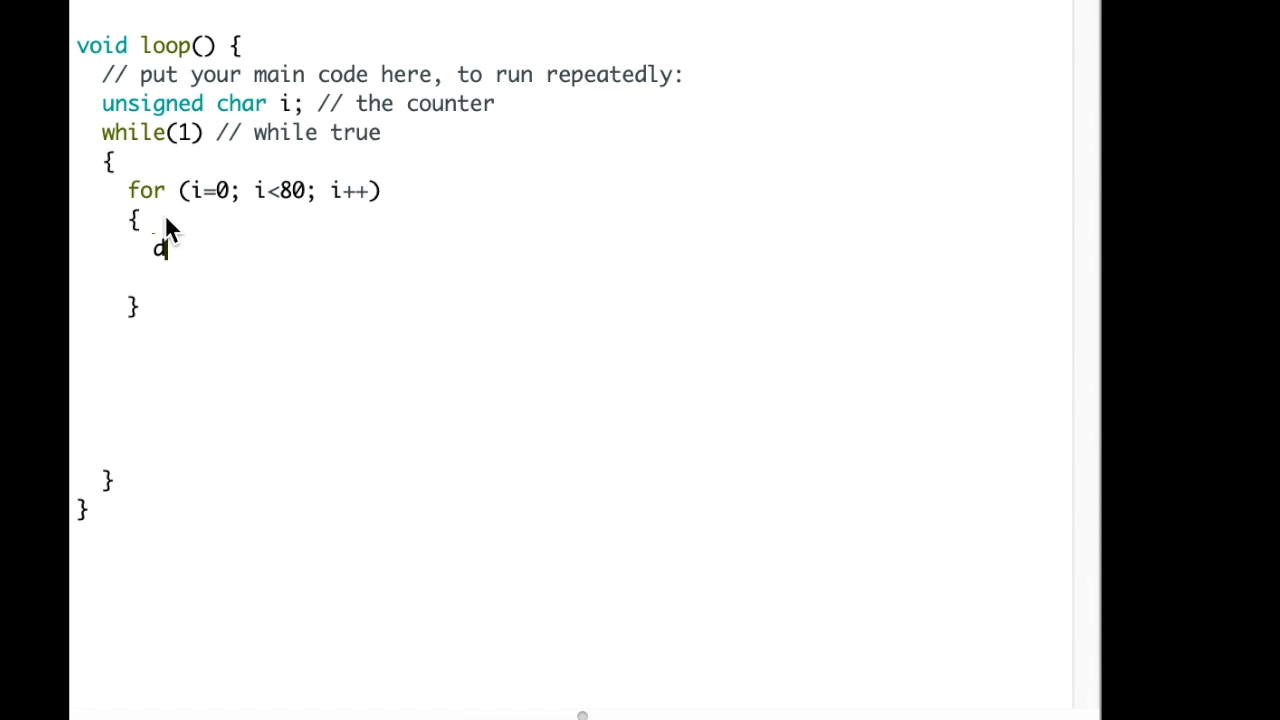 void loop() {
// put your main code here, to run repeatedly:
unsigned char i; // the counter
while(1) // while true
{
for (i=0; i<80; i++)
{
d
}
}
}